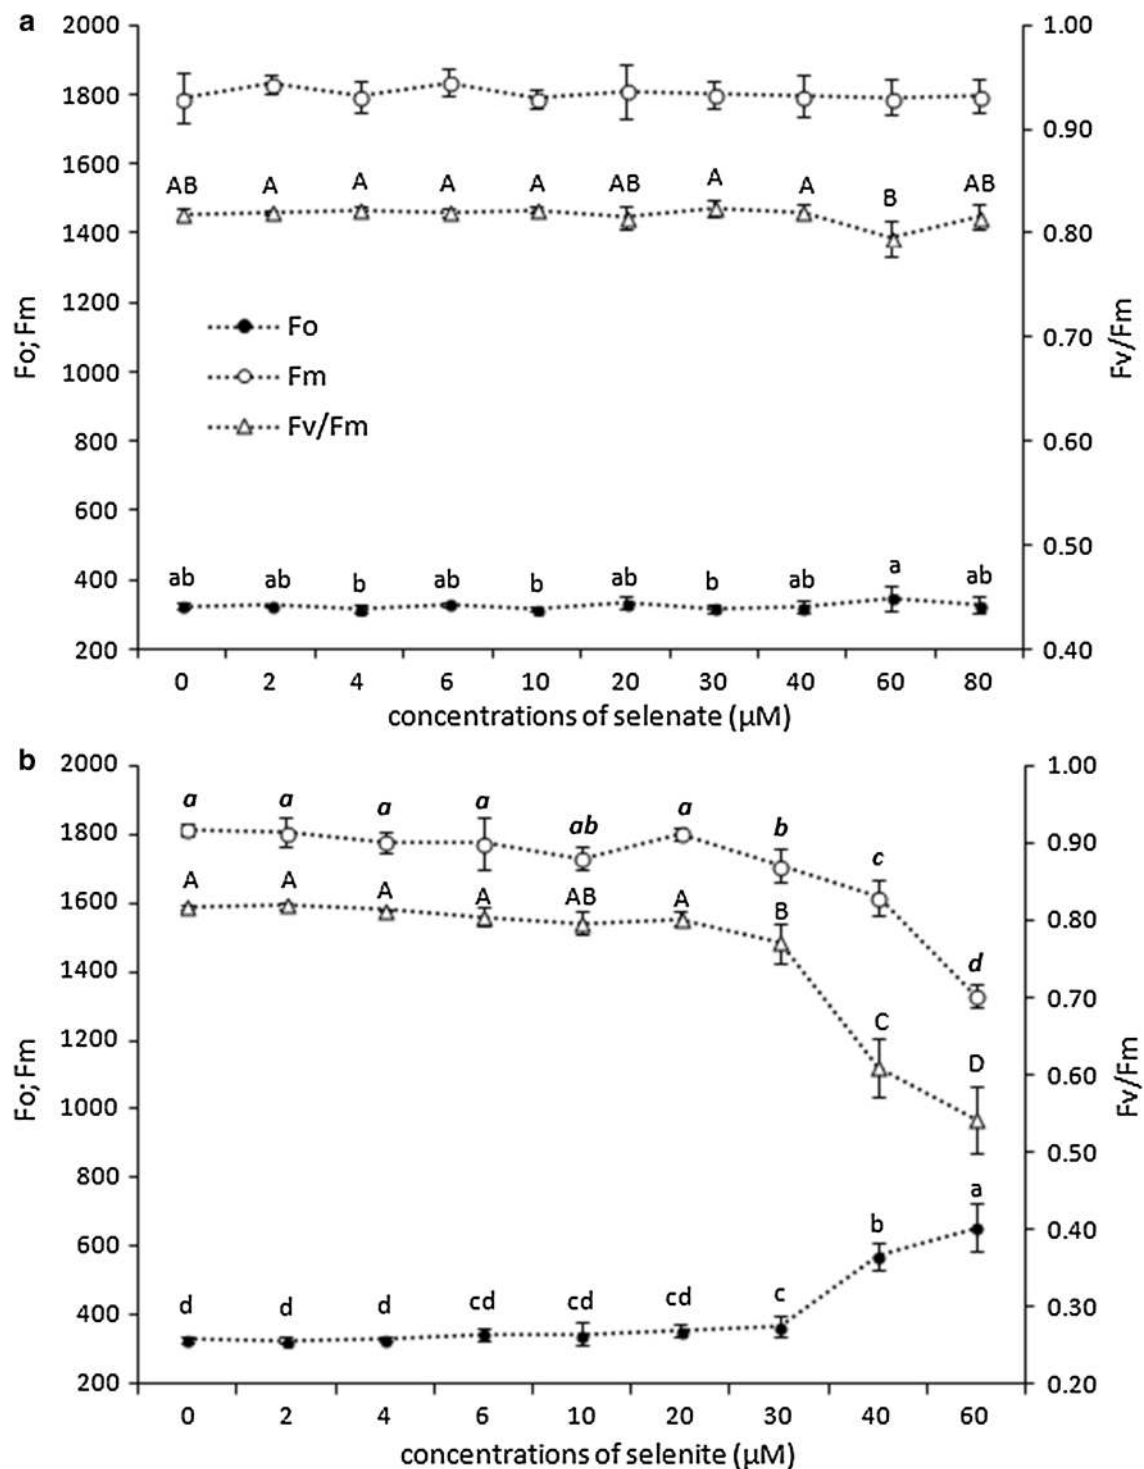 a
2000 1.00
1800
0.90
1600
AB A A A A AB A A B AB
1400 0.80
1200
Fo
0.70
1000
Fm
Fv/Fm
800 0.60
600
0.50
400
ab ab b ab b ab b ab a ab
200 0.40
Fo; Fm
Fv/Fm
0 2 4 6 10 20 30 40 60 80
concentrations of selenate (μM)
b
2000 1.00
a a a a ab a b c d
1800 0.90
A A A A AB A B C D
1600 0.80
1400
0.70
1200
0.60
1000
0.50
800
600 0.40
d d d cd cd cd c b a
400 0.30
200 0.20
Fo; Fm
Fv/Fm
0 2 4 6 10 20 30 40 60
concentrations of selenite (μM)